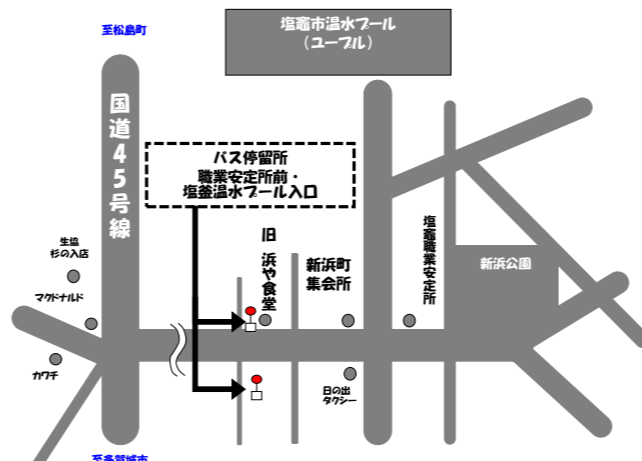 至松島町
塩竈市温水プール
（ユープル）
国道45号線
バス停留所
職業安定所前・
塩釜温水プール入口
生協
杉の入店
マクドナルド
カワチ
旧 浜や食堂
新浜町
集会所
塩竈職業安定所
新浜公園
日の出
タクシー
至多賀城市